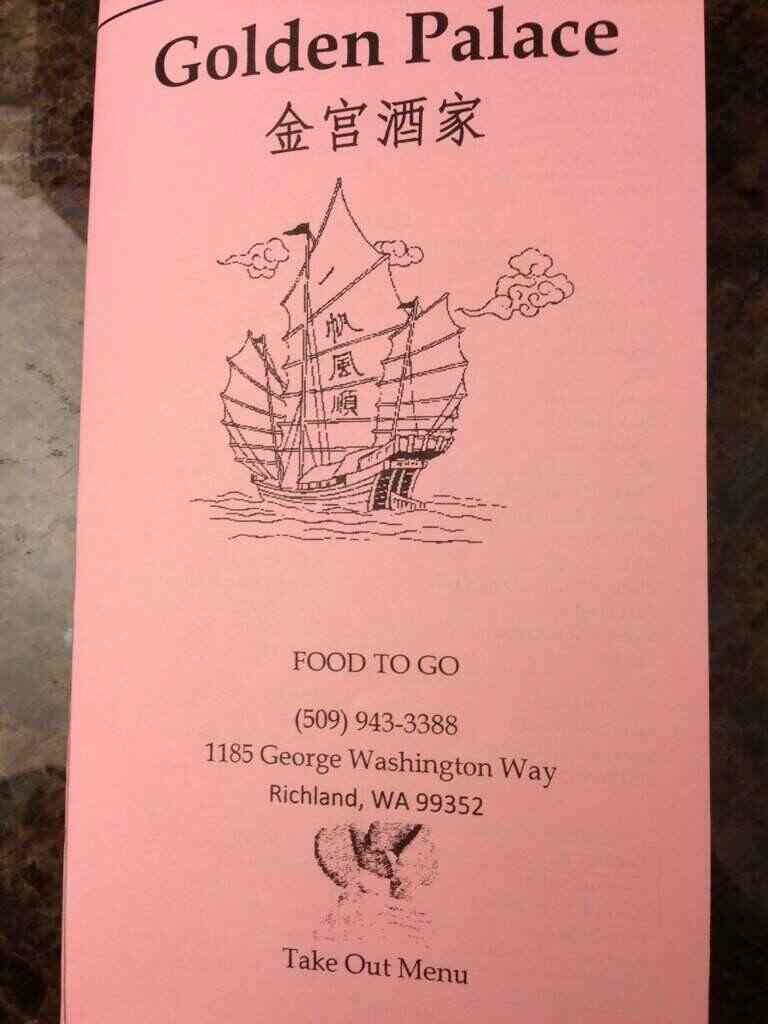 Golden Palace
金宫酒家
帆
風
順
FOOD TO GO
(509) 943-3388
1185 George Washington Way
Richland, WA 99352
Take Out Menu